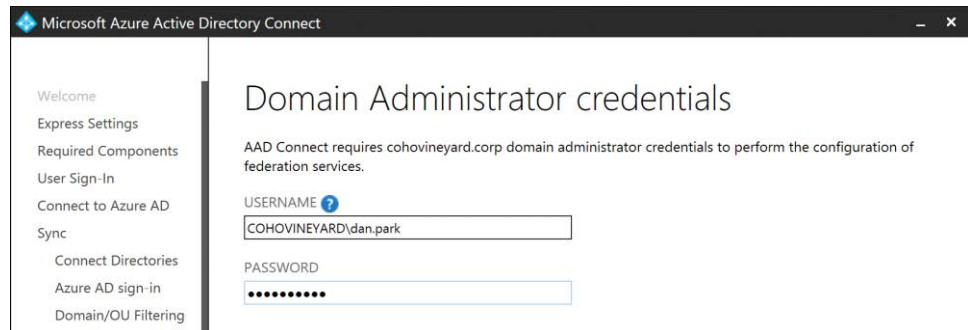 Microsoft Azure Active Directory Connect
Welcome
Express Settings
Required Components
User Sign-In
Connect to Azure AD
Sync
Connect Directories
Azure AD sign-in
Domain/OU Filtering
Domain Administrator credentials
AAD Connect requires cohovineyard.corp domain administrator credentials to perform the configuration of
federation services.
USERNAME ?
COHOVINEYARD\dan.park
PASSWORD
●●●●●●●●●●